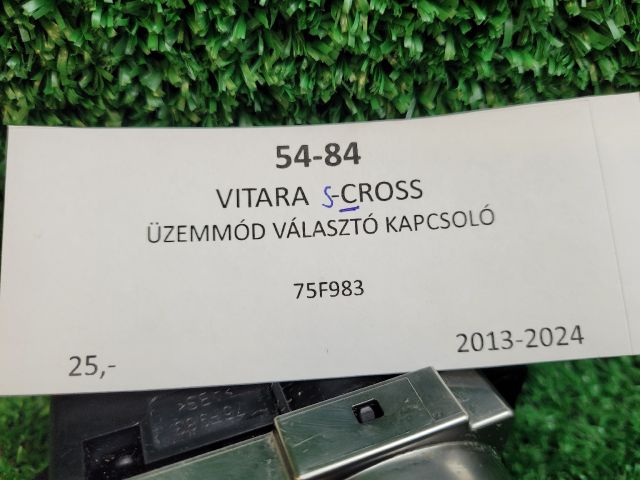 54-84
VITARA S-CROSS
ÜZEMMÓD VÁLASZTÓ KAPCSOLÓ
75F983
25,-
2013-2024